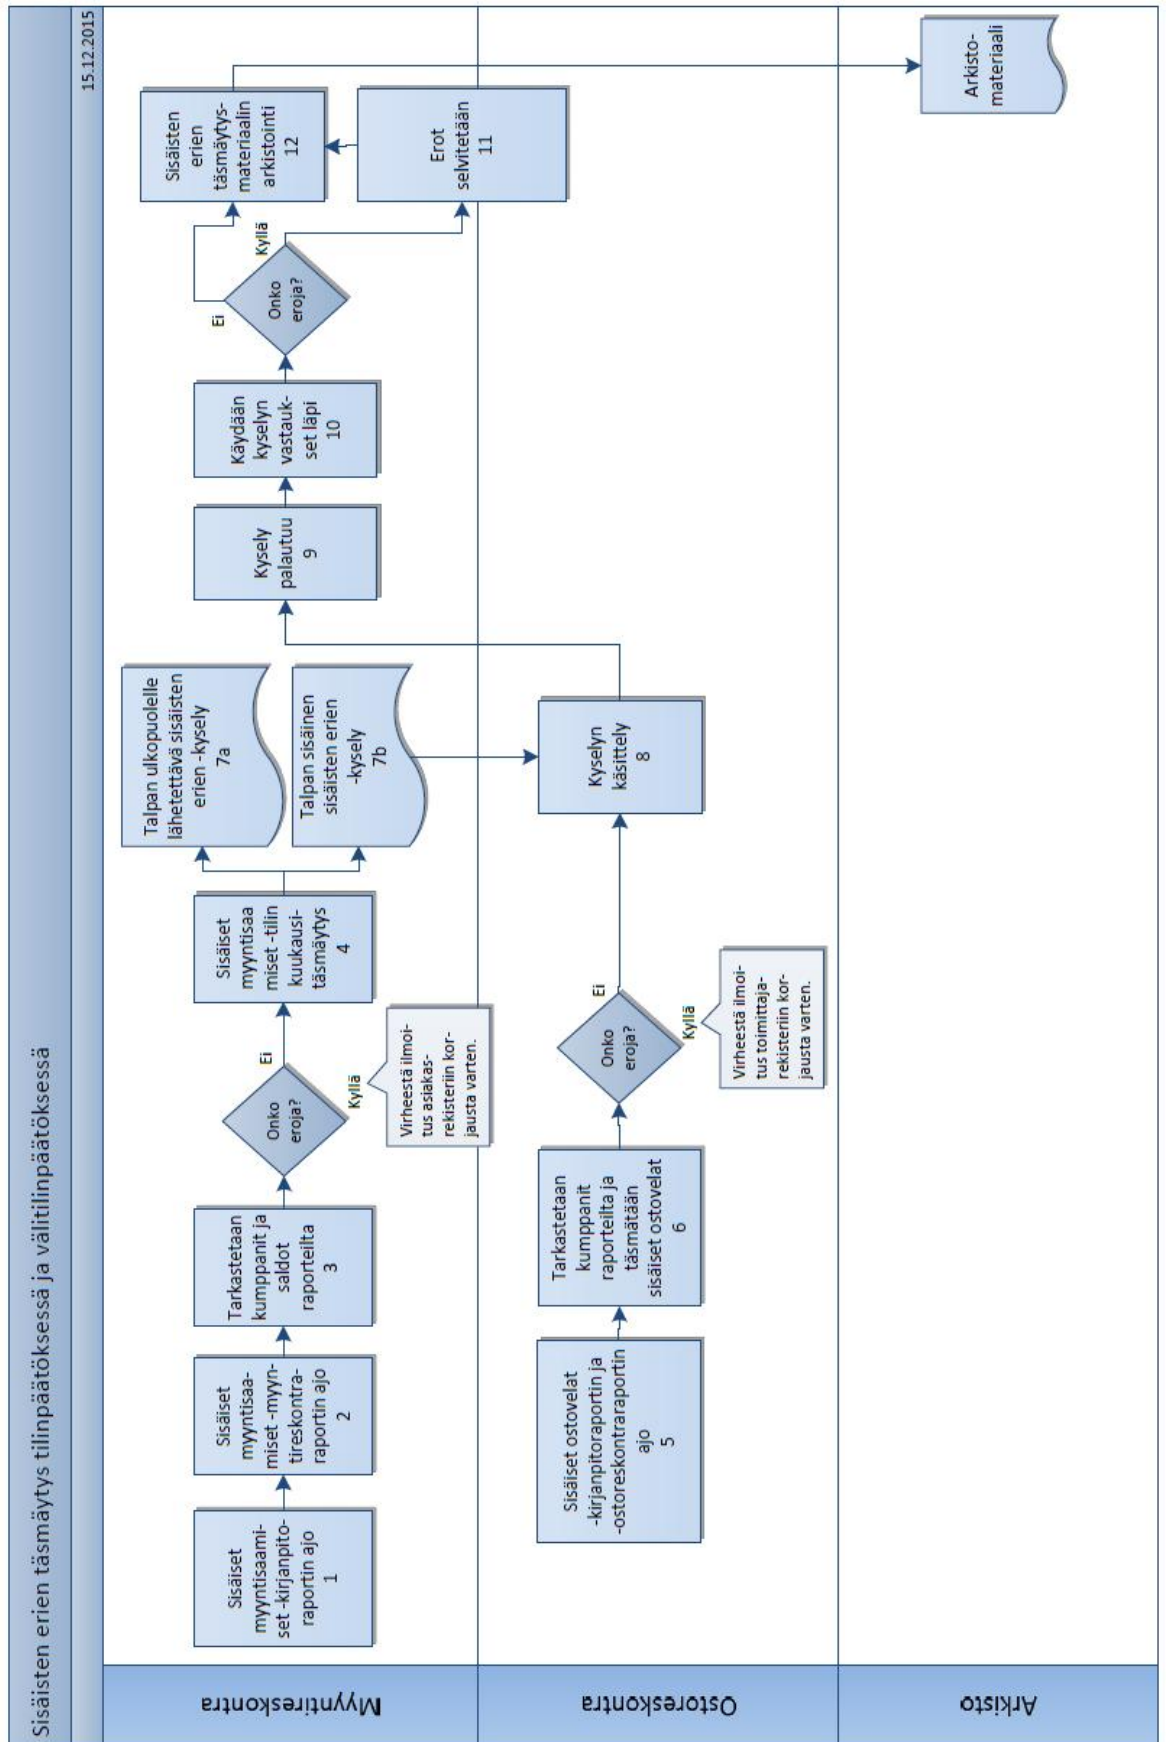 Sisäisten erien täsmäytys tilinpäätöksessä ja välitilinpäätöksessä
15.12.2015
Myyntireskontra
Sisäiset
myyntisaami-
set -kirjanpito-
raportin ajo
1
Sisäiset
myyntisaa-
miset -myyn-
tireskontra-
raportin ajo
2
Tarkastetaan
kumppanit ja
saldot
raporteilta
3
Onko
eroja?
Ei
Kyllä
Virheestä ilmoi-
tus asiakas-
rekisteriin kor-
jausta varten.
Sisäiset
myyntisaa
miset -tilin
kuukausi-
täsmäytys
4
Talpan ulkopuolelle
lähetettävä sisäisten
erien -kysely
7a
Talpan sisäinen
sisäisten erien
-kysely
7b
Kysely
palautuu
9
Käydään
kyselyn
vastauk-
set läpi
10
Onko
eroja?
Ei
Kyllä
Sisäisten
erien
täsmäytys-
materiaalin
arkistointi
12
Erot
selvitetään
11
Ostoreskontra
Sisäiset ostovelat
-kirjanpitoraportin ja
-ostoreskontraraportin
ajo
5
Tarkastetaan
kumppanit
raporteilta ja
täsmätään
sisäiset ostovelat
6
Onko
eroja?
Ei
Kyllä
Virheestä ilmoi-
tus toimittaja-
rekisteriin kor-
jausta varten.
Kyselyn
käsittely
8
Arkisto
Arkisto-
materiaali